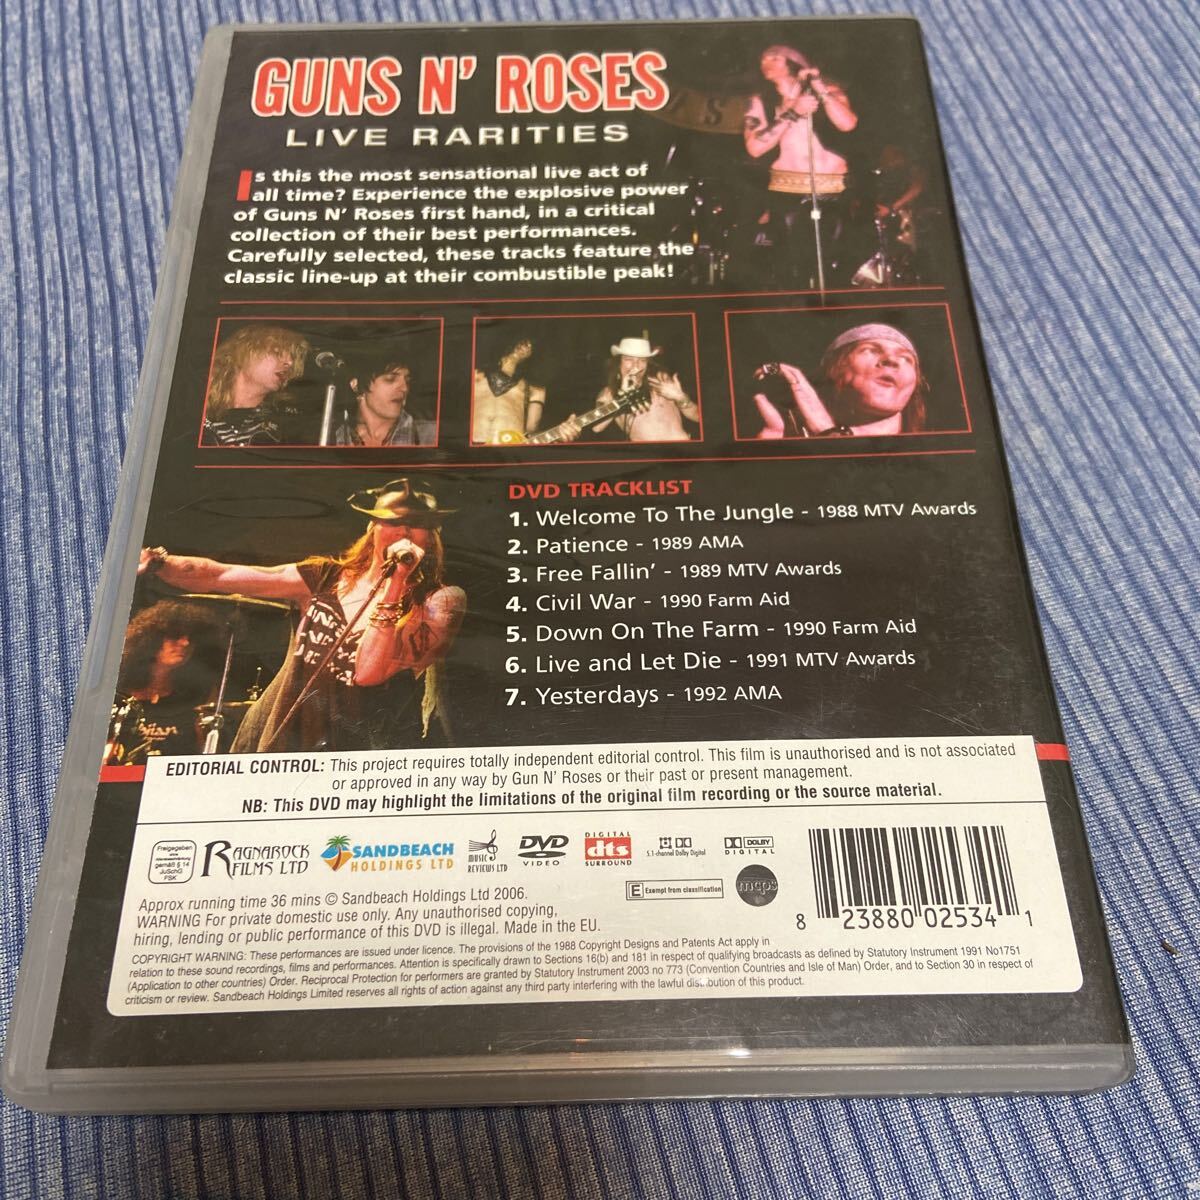 GUNS N' ROSES
LIVE RARITIES
Is this the most sensational live act of
all time? Experience the explosive power
of Guns N' Roses first hand, in a critical
collection of their best performances.
Carefully selected, these tracks feature the
classic line-up at their combustible peak!
DVD TRACKLIST
1. Welcome To The Jungle - 1988 MTV Awards
2. Patience - 1989 AMA
3. Free Fallin' - 1989 MTV Awards
4. Civil War - 1990 Farm Aid
5. Down On The Farm - 1990 Farm Aid
6. Live and Let Die - 1991 MTV Awards
7. Yesterdays - 1992 AMA
EDITORIAL CONTROL: This project requires totally independent editorial control. This film is unauthorised and is not associated
or approved in any way by Gun N' Roses or their past or present management.
NB: This DVD may highlight the limitations of the original film recording or the source material.
Freigegeben
gemäß § 14
JuSchG
FSK
RAGNAROCK
FILMS LTD
SANDBEACH
HOLDINGS LTD
MUSIC
REVIEWS LTD
DVD
VIDEO
DIGITAL
dts
SURROUND
5.1-channel Dolby Digital
DOLBY
DIGITAL
E Exempt from classification
mcps
8 23880 02534 1
Approx running time 36 mins © Sandbeach Holdings Ltd 2006.
WARNING For private domestic use only. Any unauthorised copying,
hiring, lending or public performance of this DVD is illegal. Made in the EU.
COPYRIGHT WARNING: These performances are issued under licence. The provisions of the 1988 Copyright Designs and Patents Act apply in
relation to these sound recordings, films and performances. Attention is specifically drawn to Sections 16(b) and 181 in respect of qualifying broadcasts as defined by Statutory Instrument 1991 No1751
(Application to other countries) Order. Reciprocal Protection for performers are granted by Statutory Instrument 2003 no 773 (Convention Countries and Isle of Man) Order, and to Section 30 in respect of
criticism or review. Sandbeach Holdings Limited reserves all rights of action against any third party interfering with the lawful distribution of this product.